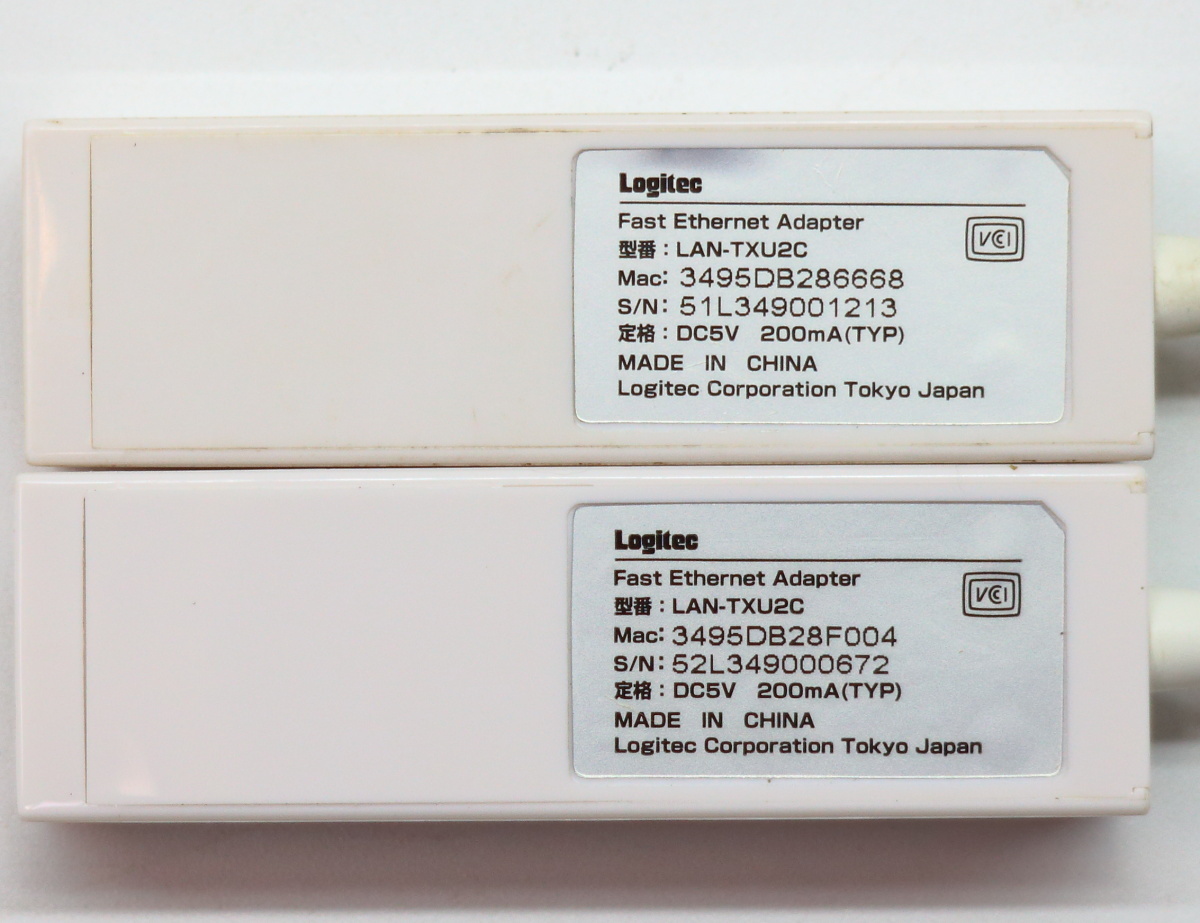 Logitec
Fast Ethernet Adapter
VCI
型番：LAN-TXU2C
Mac: 3495DB286668
S/N: 51L349001213
定格：DC5V 200mA(TYP)
MADE IN CHINA
Logitec Corporation Tokyo Japan
Logitec
Fast Ethernet Adapter
VCI
型番：LAN-TXU2C
Mac: 3495DB28F004
S/N: 52L349000672
定格：DC5V 200mA(TYP)
MADE IN CHINA
Logitec Corporation Tokyo Japan